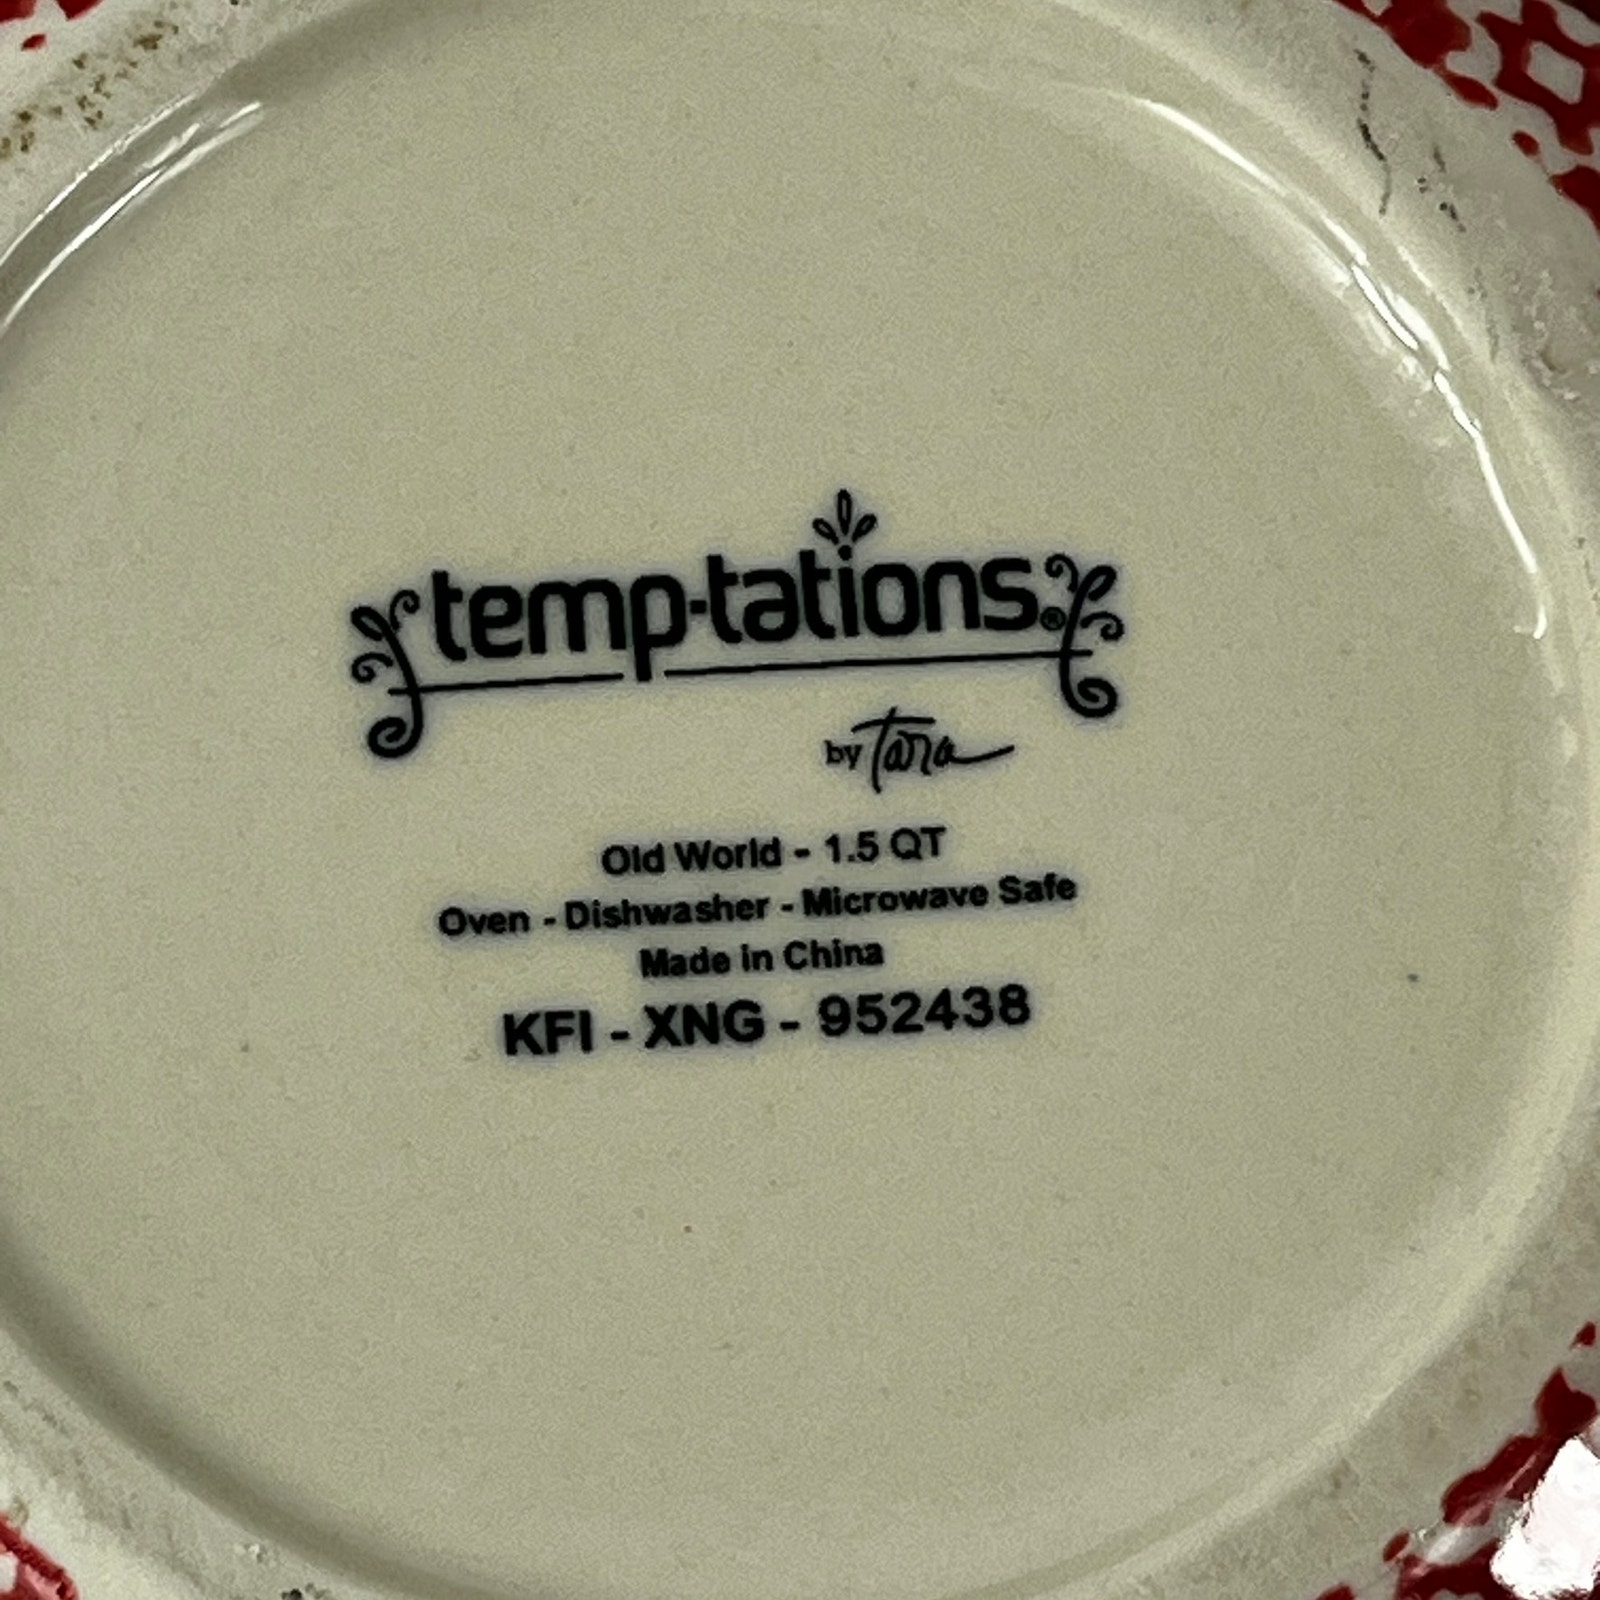 temp-tations®
by Tara
Old World - 1.5 QT
Oven - Dishwasher - Microwave Safe
Made in China
KFI - XNG - 952438